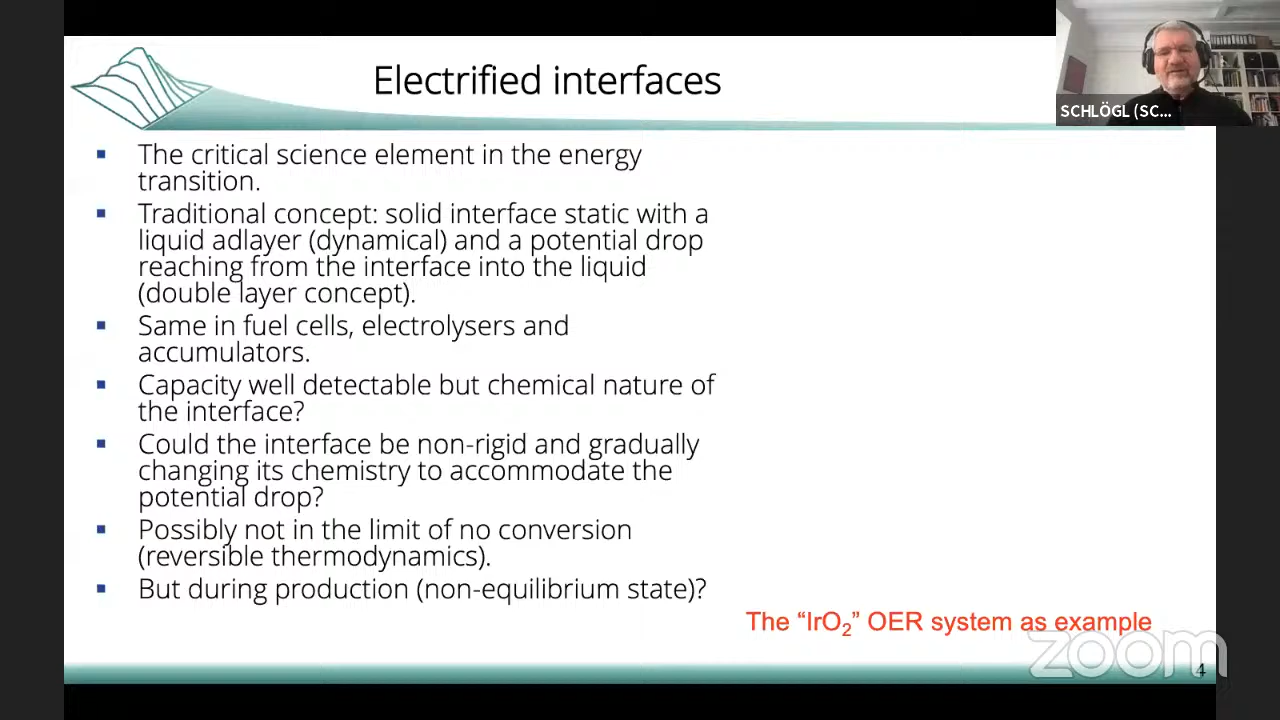 Electrified interfaces
SCHLÖGL (SC...
The critical science element in the energy
transition.
Traditional concept: solid interface static with a
liquid adlayer (dynamical) and a potential drop
reaching from the interface into the liquid
(double layer concept).
Same in fuel cells, electrolysers and
accumulators.
Capacity well detectable but chemical nature of
the interface?
Could the interface be non-rigid and gradually
changing its chemistry to accommodate the
potential drop?
Possibly not in the limit of no conversion
(reversible thermodynamics).
But during production (non-equilibrium state)?
The “IrO₂” OER system as example
zoom
4